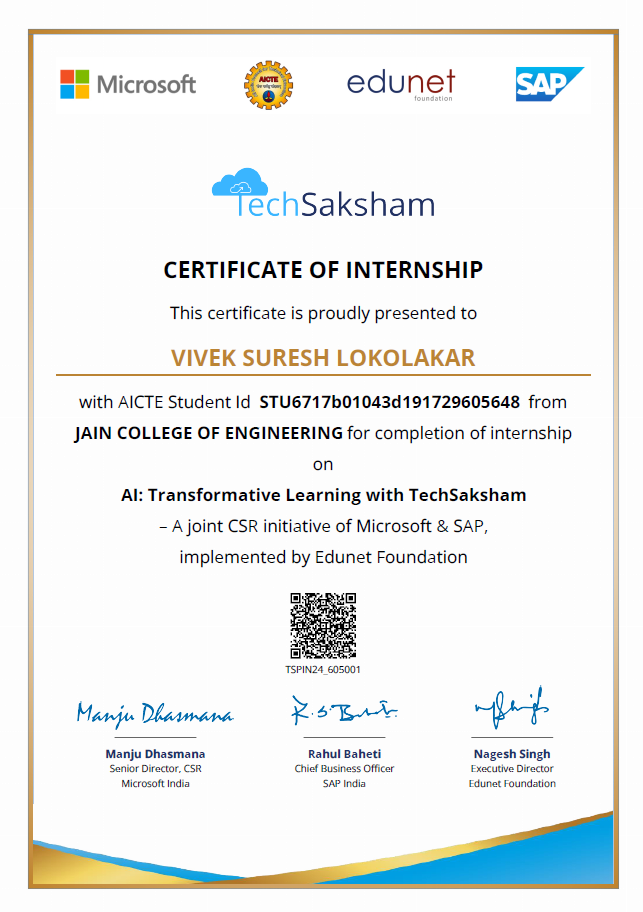 Microsoft
AICTE
edunet
foundation
SAP
TechSaksham
CERTIFICATE OF INTERNSHIP
This certificate is proudly presented to
VIVEK SURESH LOKOLAKAR
with AICTE Student Id STU6717b01043d191729605648 from
JAIN COLLEGE OF ENGINEERING for completion of internship
on
AI: Transformative Learning with TechSaksham
– A joint CSR initiative of Microsoft & SAP,
implemented by Edunet Foundation
TSPIN24_605001
Manju Dhasmana
R. S. B
Manju Dhasmana
Rahul Baheti
Nagesh Singh
Senior Director, CSR
Chief Business Officer
Executive Director
Microsoft India
SAP India
Edunet Foundation